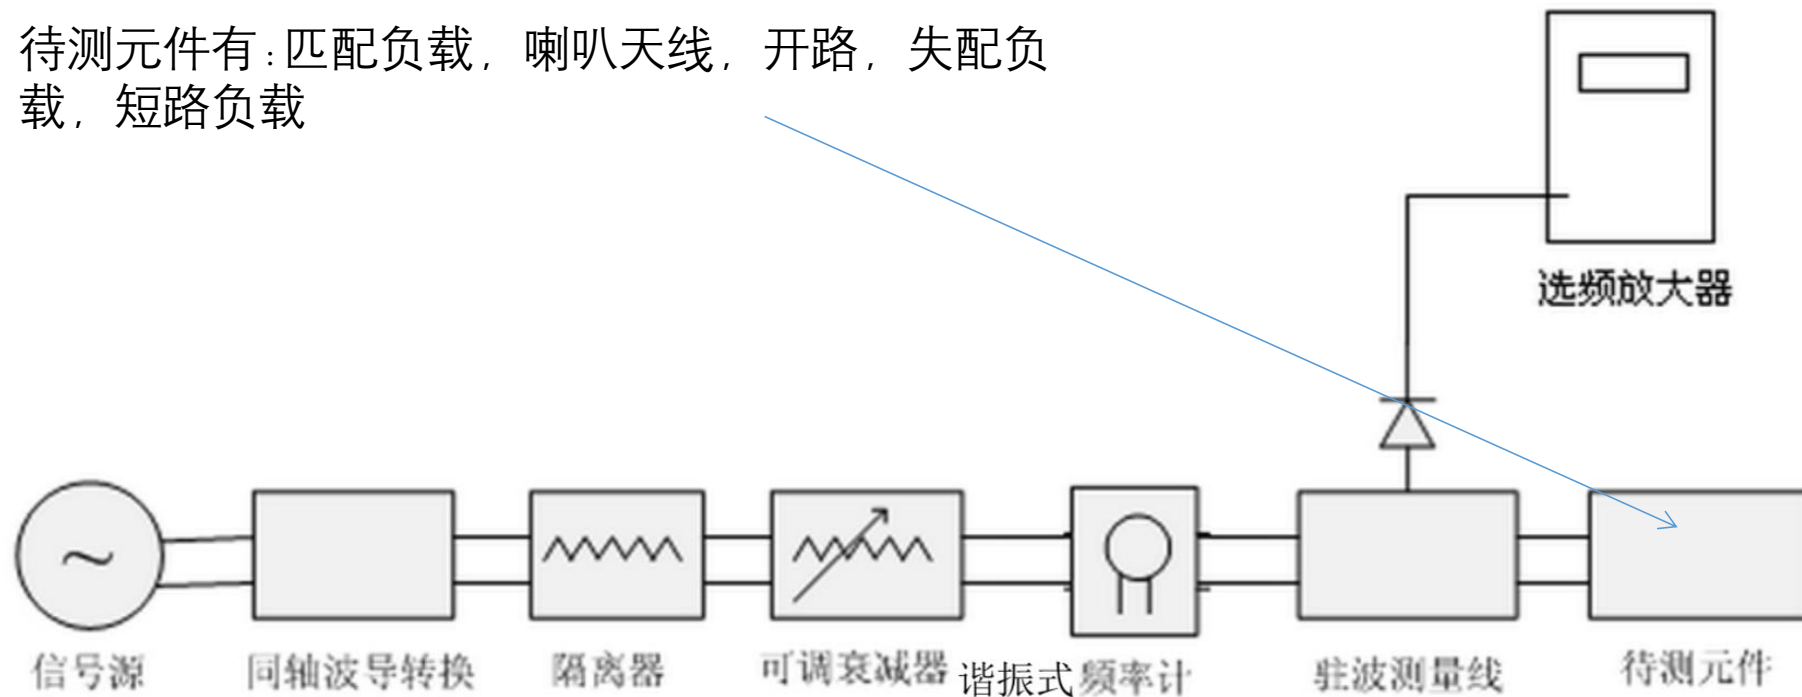 待测元件有:匹配负载，喇叭天线，开路，失配负
载，短路负载
选频放大器
~
信号源
同轴波导转换
隔离器
可调衰减器
谐振式
频率计
驻波测量线
待测元件